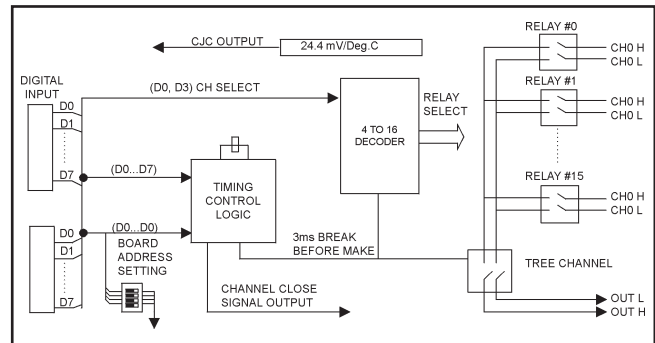 CJC OUTPUT
24.4 mV/Deg.C
RELAY #0
CH0 H
CH0 L
DIGITAL
INPUT
D0
D1
D7
(D0, D3) CH SELECT
4 TO 16
DECODER
RELAY
SELECT
RELAY #1
CH0 H
CH0 L
(D0...D7)
TIMING
CONTROL
LOGIC
RELAY #15
CH0 H
CH0 L
D0
D1
D7
(D0...D0)
BOARD
ADDRESS
SETTING
3ms BREAK
BEFORE MAKE
TREE CHANNEL
CHANNEL CLOSE
SIGNAL OUTPUT
OUT L
OUT H